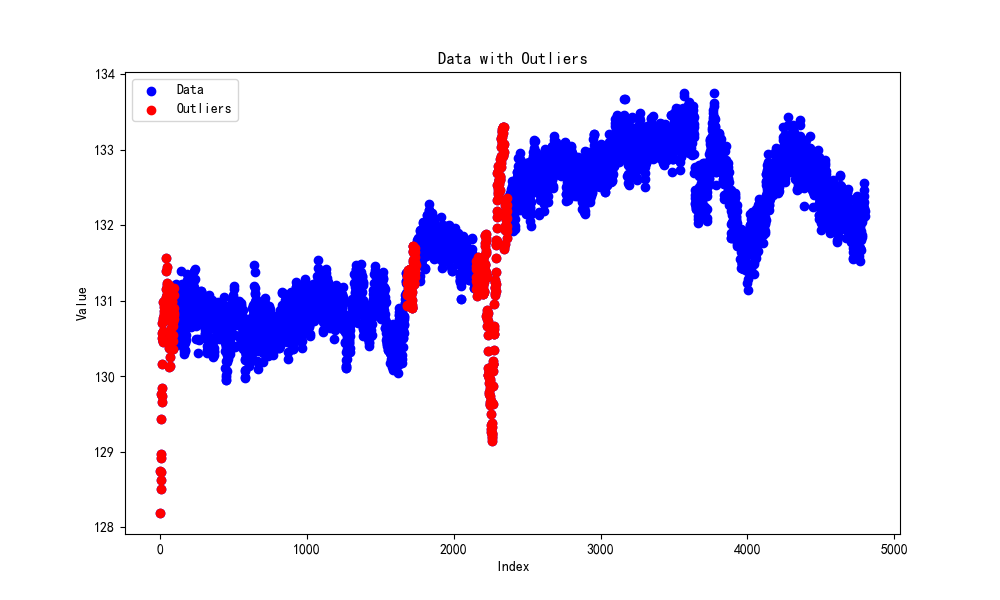 Data with Outliers
Data
Outliers
134
133
132
131
130
129
128
Value
0
1000
2000
3000
4000
5000
Index